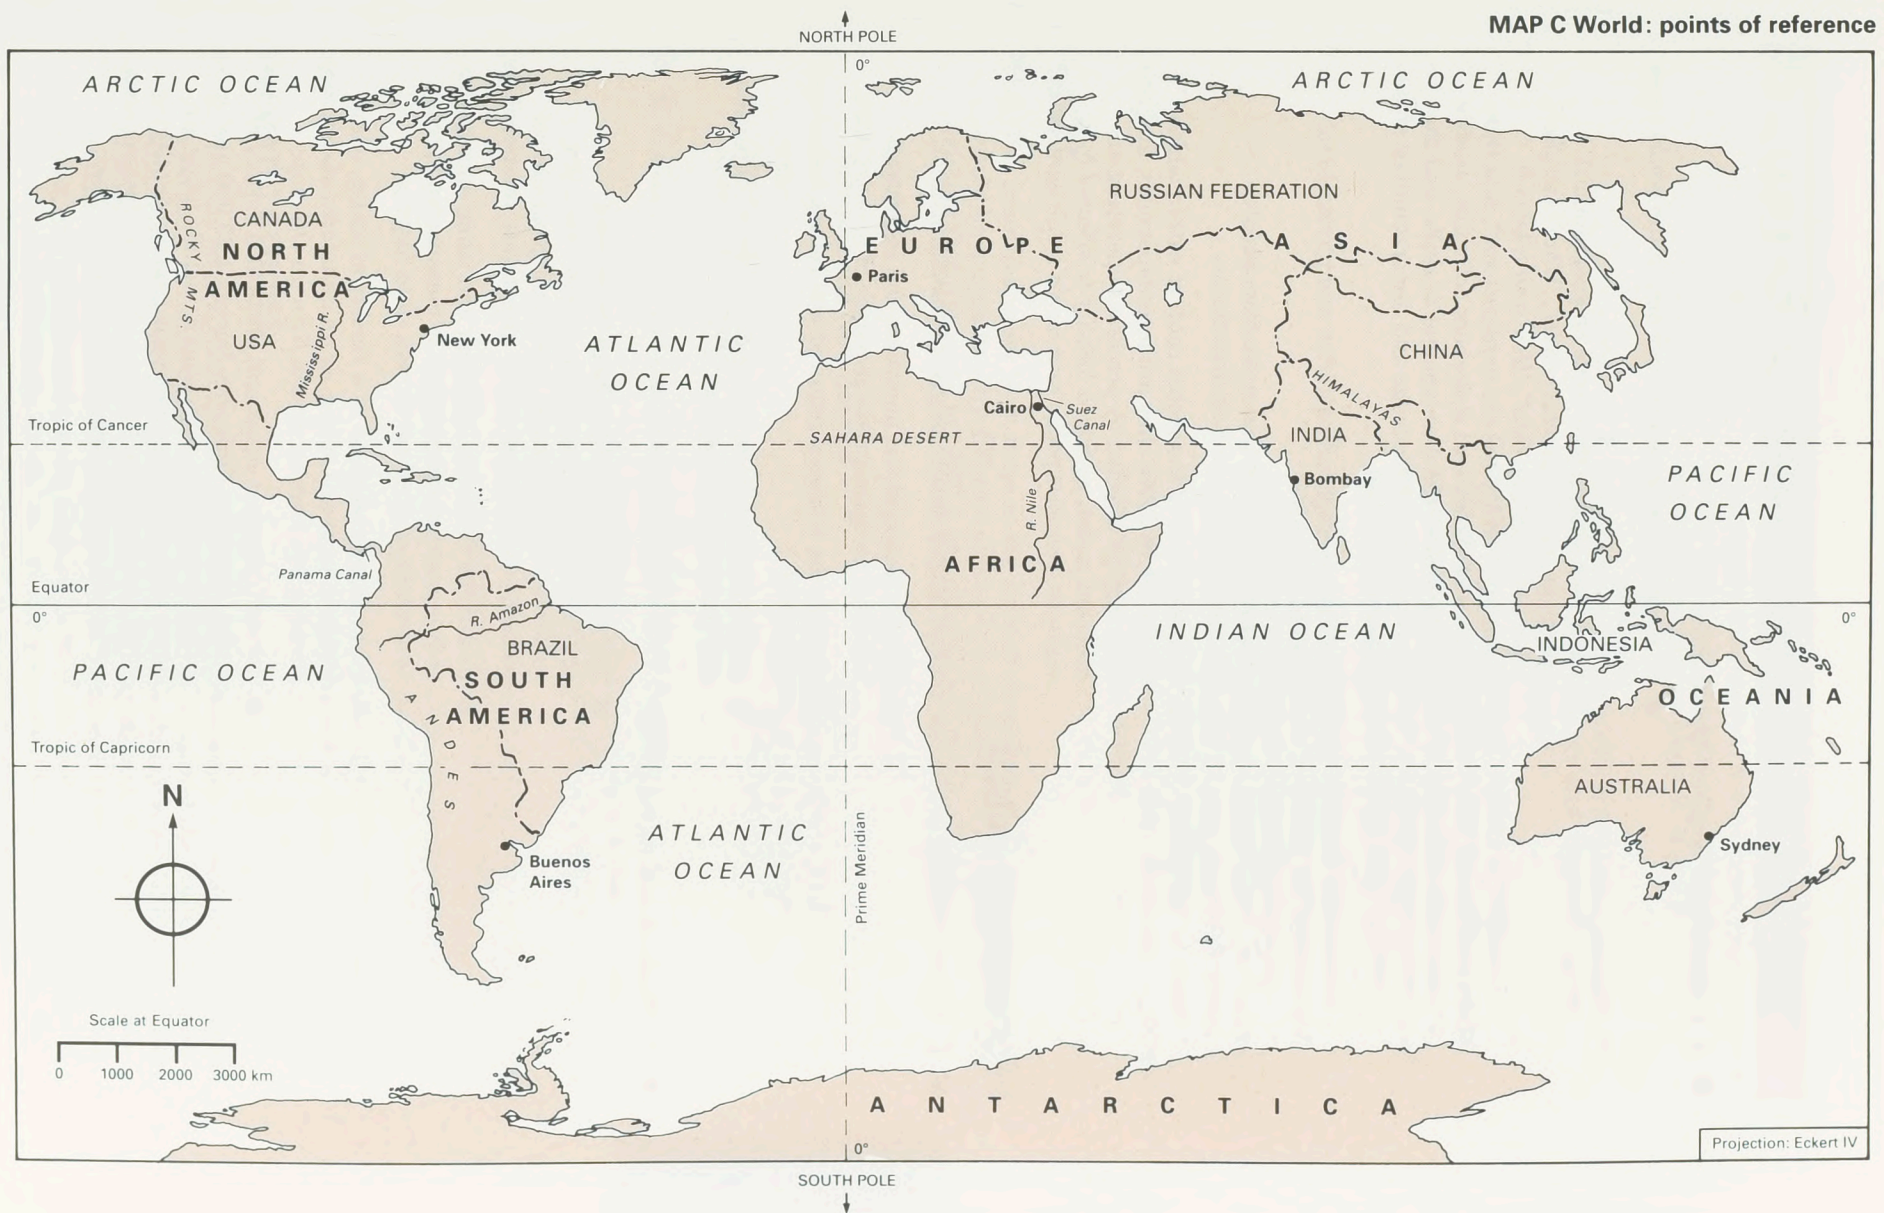 MAP C World: points of reference
NORTH POLE
0°
ARCTIC OCEAN
ARCTIC OCEAN
RUSSIAN FEDERATION
ROCKY MTS.
CANADA
NORTH
AMERICA
EUROPE
ASIA
Paris
USA
Mississippi R.
New York
ATLANTIC
OCEAN
CHINA
HIMALAYAS
Cairo
Suez
Canal
Tropic of Cancer
SAHARA DESERT
INDIA
Bombay
PACIFIC
OCEAN
R. Nile
AFRICA
Panama Canal
Equator
0°
0°
R. Amazon
INDIAN OCEAN
INDONESIA
BRAZIL
PACIFIC OCEAN
SOUTH
AMERICA
ANDES
OCEANIA
Tropic of Capricorn
AUSTRALIA
N
ATLANTIC
OCEAN
Prime Meridian
Sydney
Buenos
Aires
Scale at Equator
0 1000 2000 3000 km
ANTARCTICA
0°
Projection: Eckert IV
SOUTH POLE